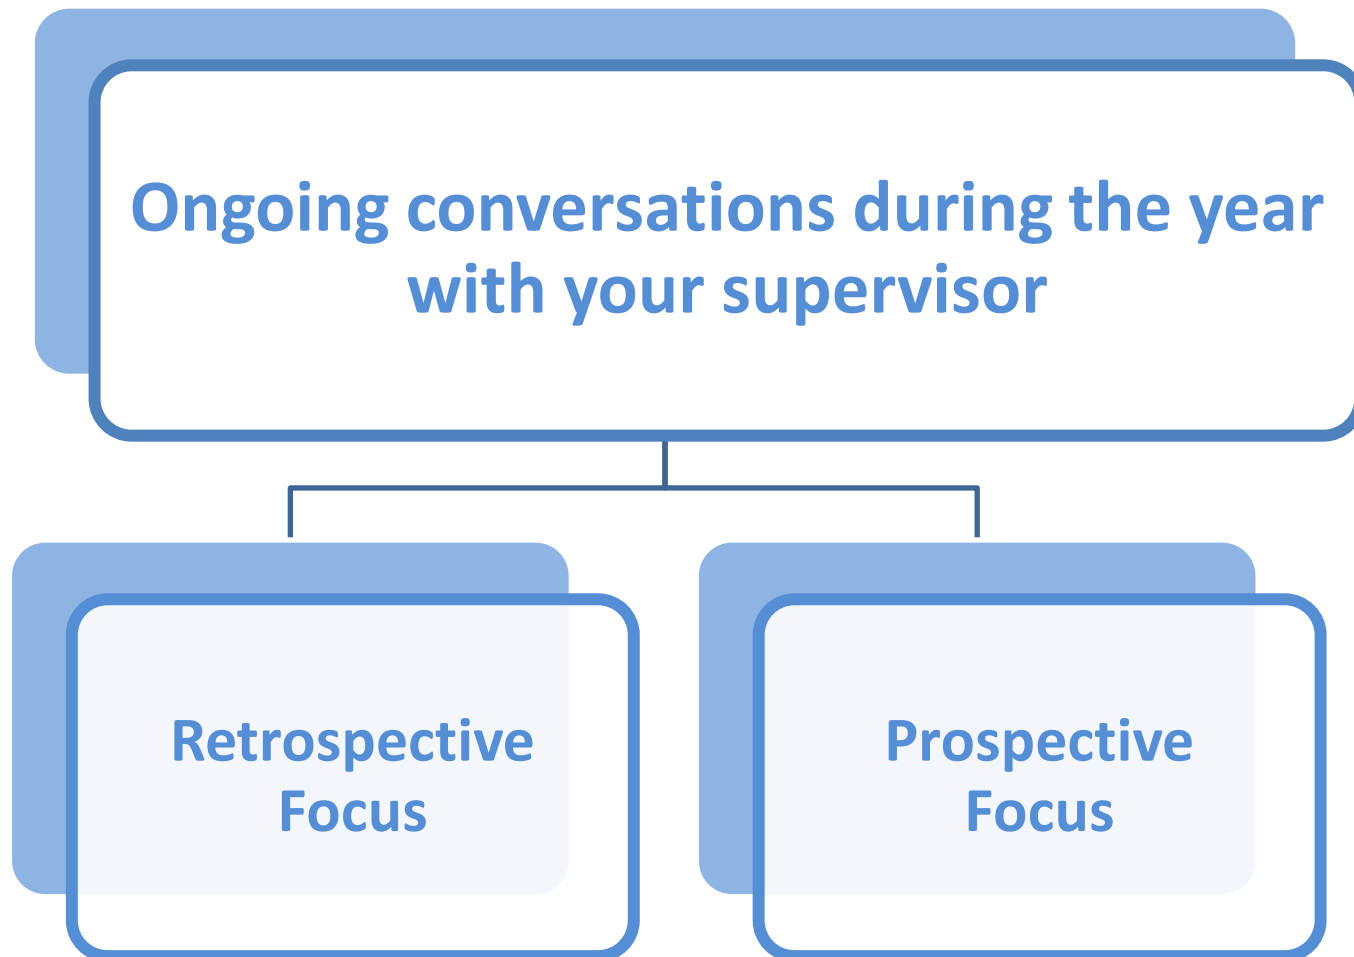 Ongoing conversations during the year
with your supervisor
Retrospective
Focus
Prospective
Focus